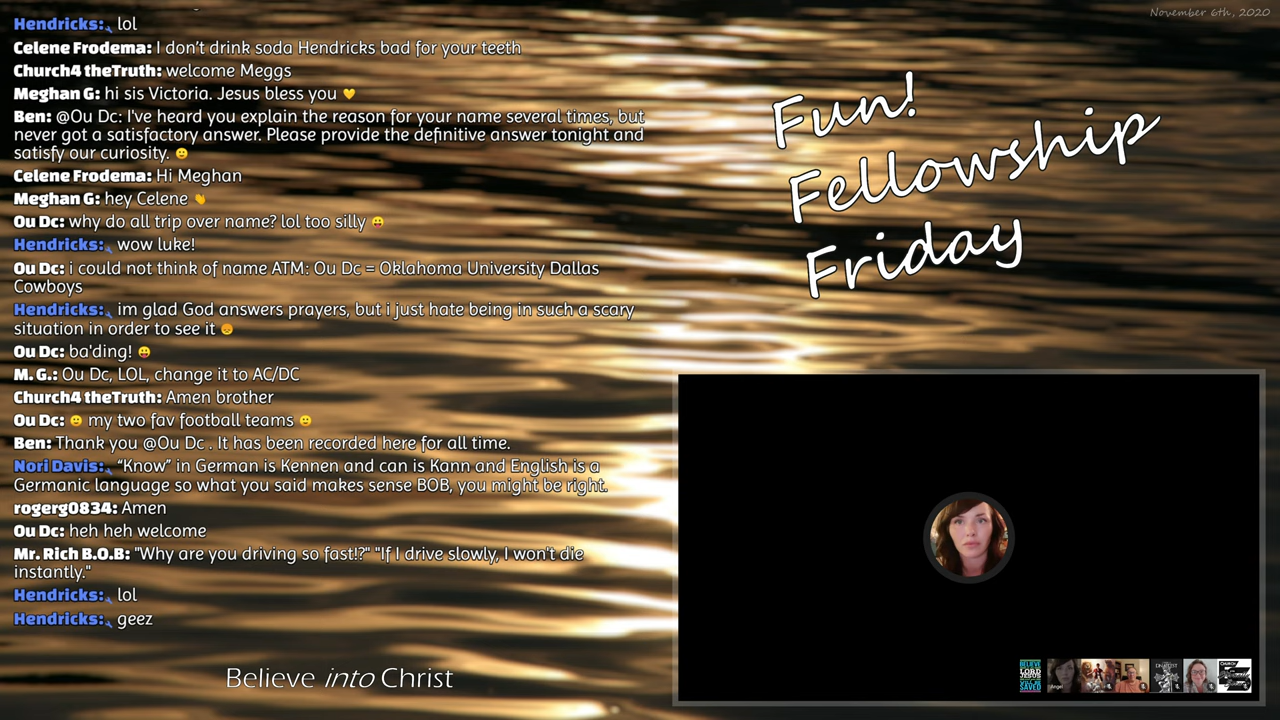 November 6th, 2020
Hendricks: lol
Celene Frodema: I don't drink soda Hendricks bad for your teeth
Church4 theTruth: welcome Meggs
Meghan G: hi sis Victoria. Jesus bless you 💛
Ben: @Ou Dc: I've heard you explain the reason for your name several times, but
never got a satisfactory answer. Please provide the definitive answer tonight and
satisfy our curiosity. 🙂
Celene Frodema: Hi Meghan
Meghan G: hey Celene 👋
Ou Dc: why do all trip over name? lol too silly 😛
Hendricks: wow luke!
Ou Dc: i could not think of name ATM: Ou Dc = Oklahoma University Dallas
Cowboys
Hendricks: im glad God answers prayers, but i just hate being in such a scary
situation in order to see it 😞
Ou Dc: ba'ding! 😛
M. G.: Ou Dc, LOL, change it to AC/DC
Church4 theTruth: Amen brother
Ou Dc: 🙂 my two fav football teams 🙂
Ben: Thank you @Ou Dc . It has been recorded here for all time.
Nori Davis: “Know” in German is Kennen and can is Kann and English is a
Germanic language so what you said makes sense BOB, you might be right.
rogerg0834: Amen
Ou Dc: heh heh welcome
Mr. Rich B.O.B: "Why are you driving so fast!?" "If I drive slowly, I won't die
instantly."
Hendricks: lol
Hendricks: geez
Believe into Christ
Fun!
Fellowship
Friday
BELIEVE
LORD
JESUS
SAVED
Angel
CHURCH